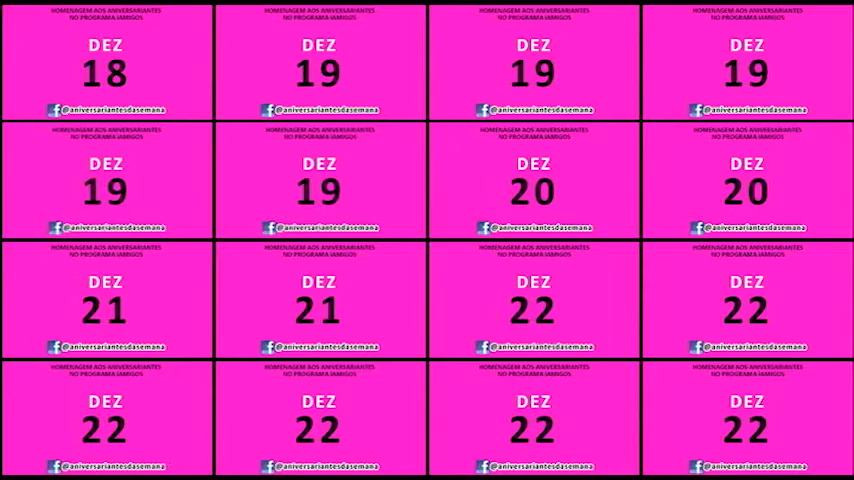 HOMENAGEM AOS ANIVERSARIANTES
NO PROGRAMA IAMIGOS
DEZ
18
@aniversariantesdasemana
HOMENAGEM AOS ANIVERSARIANTES
NO PROGRAMA IAMIGOS
DEZ
19
@aniversariantesdasemana
HOMENAGEM AOS ANIVERSARIANTES
NO PROGRAMA IAMIGOS
DEZ
19
@aniversariantesdasemana
HOMENAGEM AOS ANIVERSARIANTES
NO PROGRAMA IAMIGOS
DEZ
19
@aniversariantesdasemana
HOMENAGEM AOS ANIVERSARIANTES
NO PROGRAMA IAMIGOS
DEZ
19
@aniversariantesdasemana
HOMENAGEM AOS ANIVERSARIANTES
NO PROGRAMA IAMIGOS
DEZ
19
@aniversariantesdasemana
HOMENAGEM AOS ANIVERSARIANTES
NO PROGRAMA IAMIGOS
DEZ
20
@aniversariantesdasemana
HOMENAGEM AOS ANIVERSARIANTES
NO PROGRAMA IAMIGOS
DEZ
20
@aniversariantesdasemana
HOMENAGEM AOS ANIVERSARIANTES
NO PROGRAMA IAMIGOS
DEZ
21
@aniversariantesdasemana
HOMENAGEM AOS ANIVERSARIANTES
NO PROGRAMA IAMIGOS
DEZ
21
@aniversariantesdasemana
HOMENAGEM AOS ANIVERSARIANTES
NO PROGRAMA IAMIGOS
DEZ
22
@aniversariantesdasemana
HOMENAGEM AOS ANIVERSARIANTES
NO PROGRAMA IAMIGOS
DEZ
22
@aniversariantesdasemana
HOMENAGEM AOS ANIVERSARIANTES
NO PROGRAMA IAMIGOS
DEZ
22
@aniversariantesdasemana
HOMENAGEM AOS ANIVERSARIANTES
NO PROGRAMA IAMIGOS
DEZ
22
@aniversariantesdasemana
HOMENAGEM AOS ANIVERSARIANTES
NO PROGRAMA IAMIGOS
DEZ
22
@aniversariantesdasemana
HOMENAGEM AOS ANIVERSARIANTES
NO PROGRAMA IAMIGOS
DEZ
22
@aniversariantesdasemana